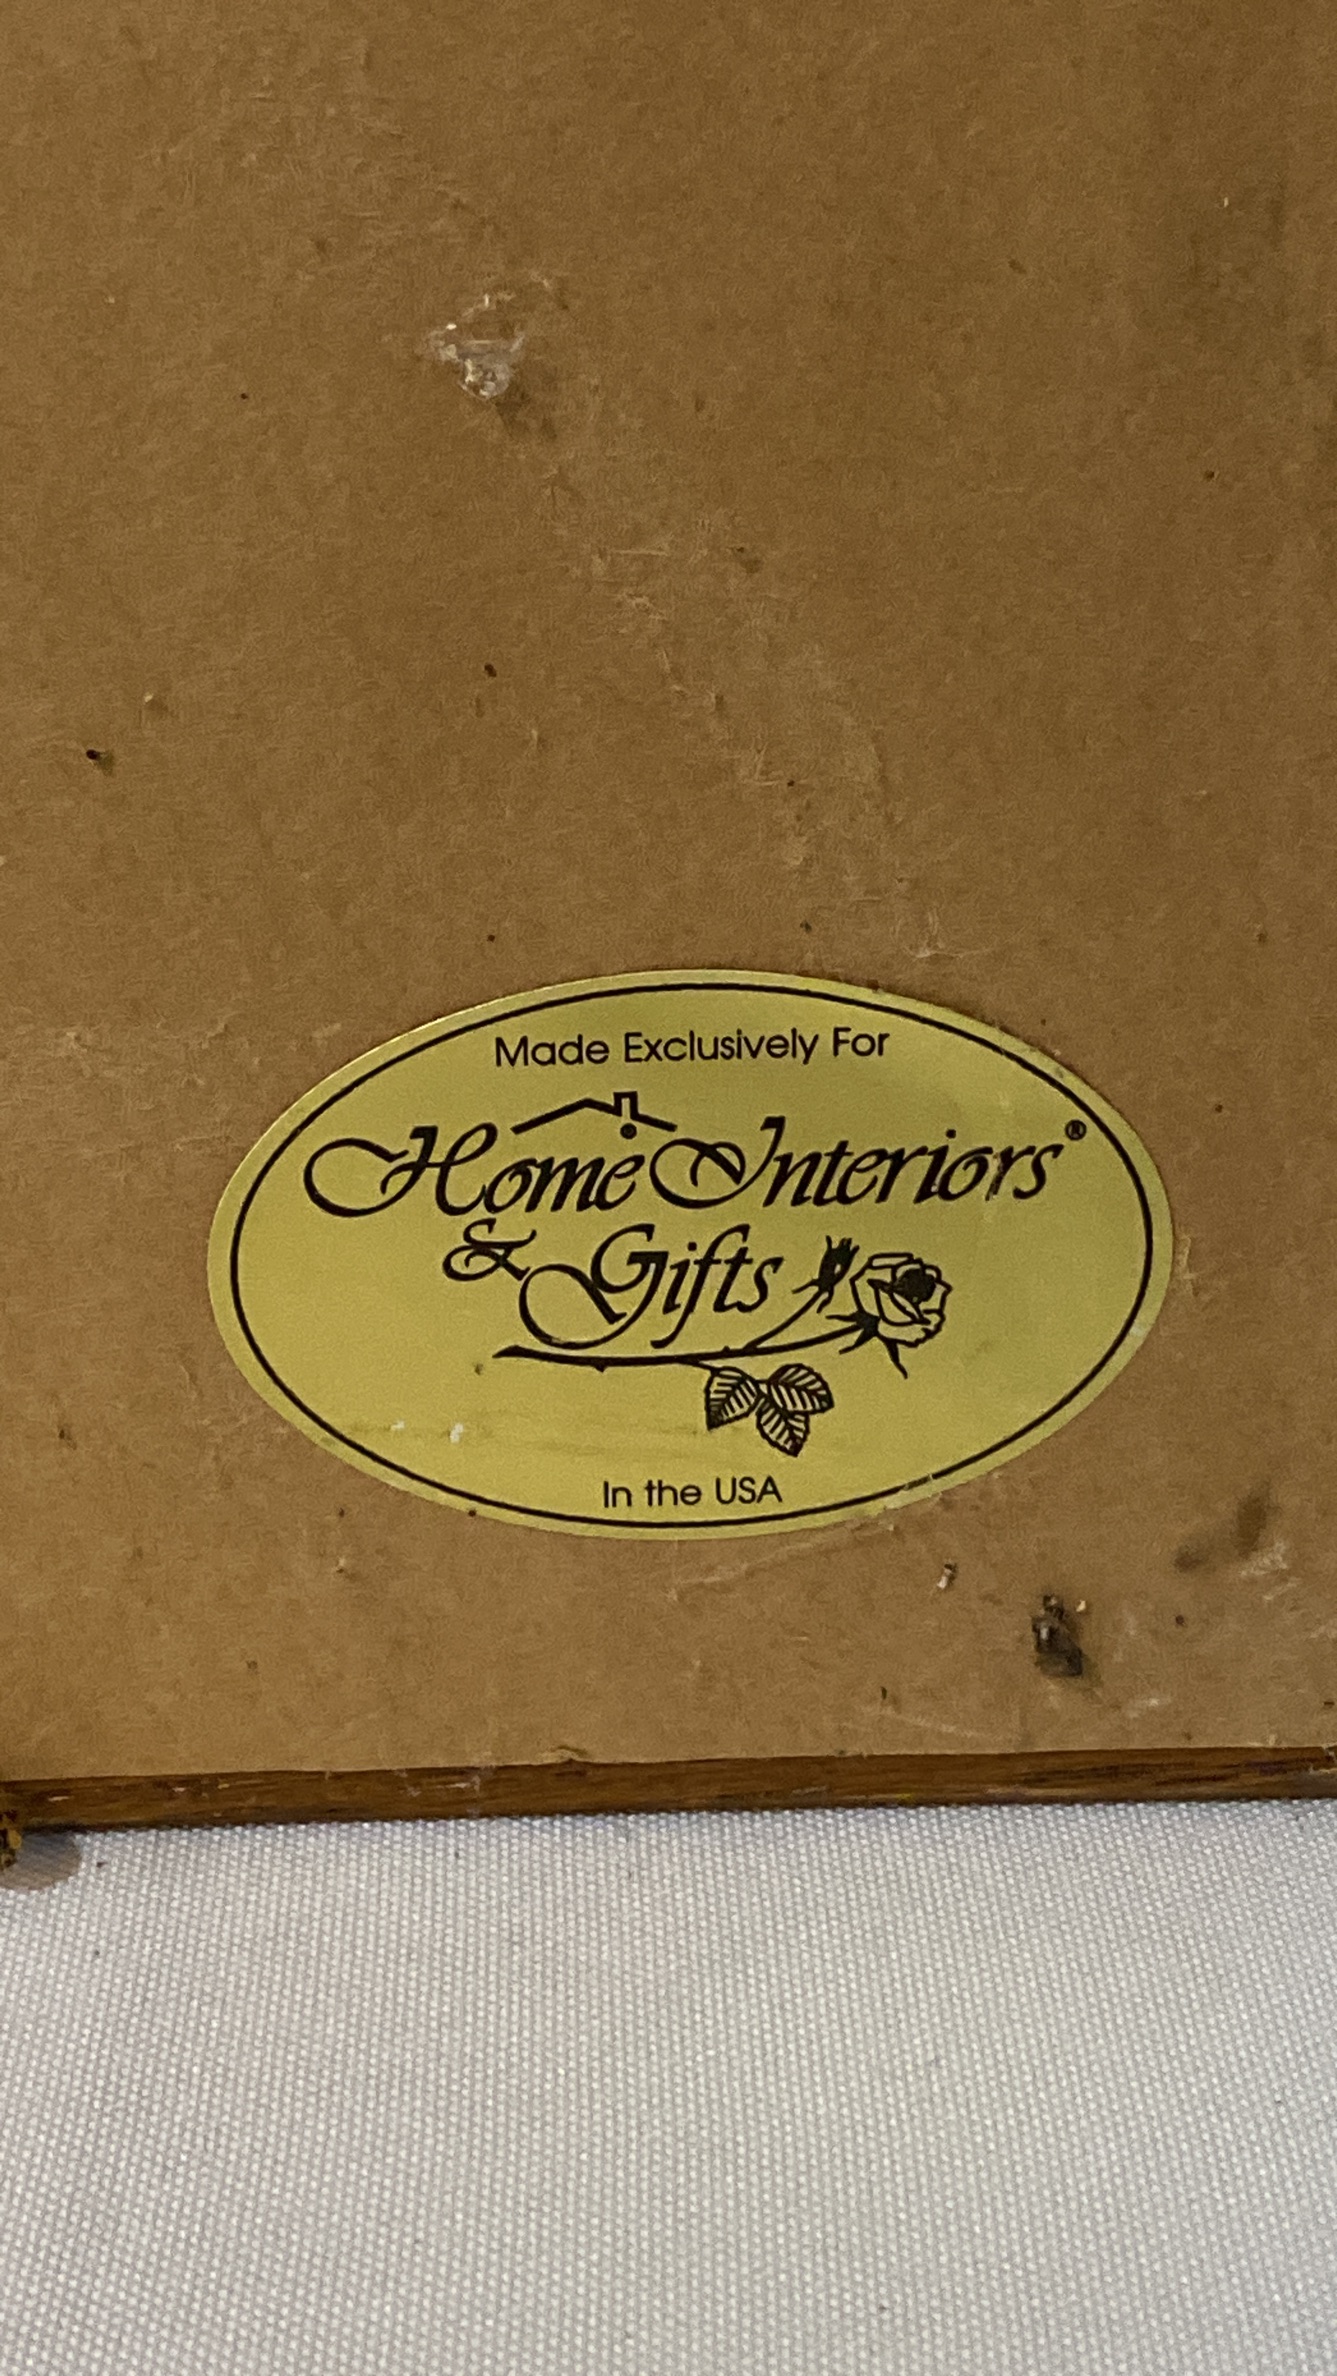 Made Exclusively For
Home Interiors®
& Gifts
In the USA